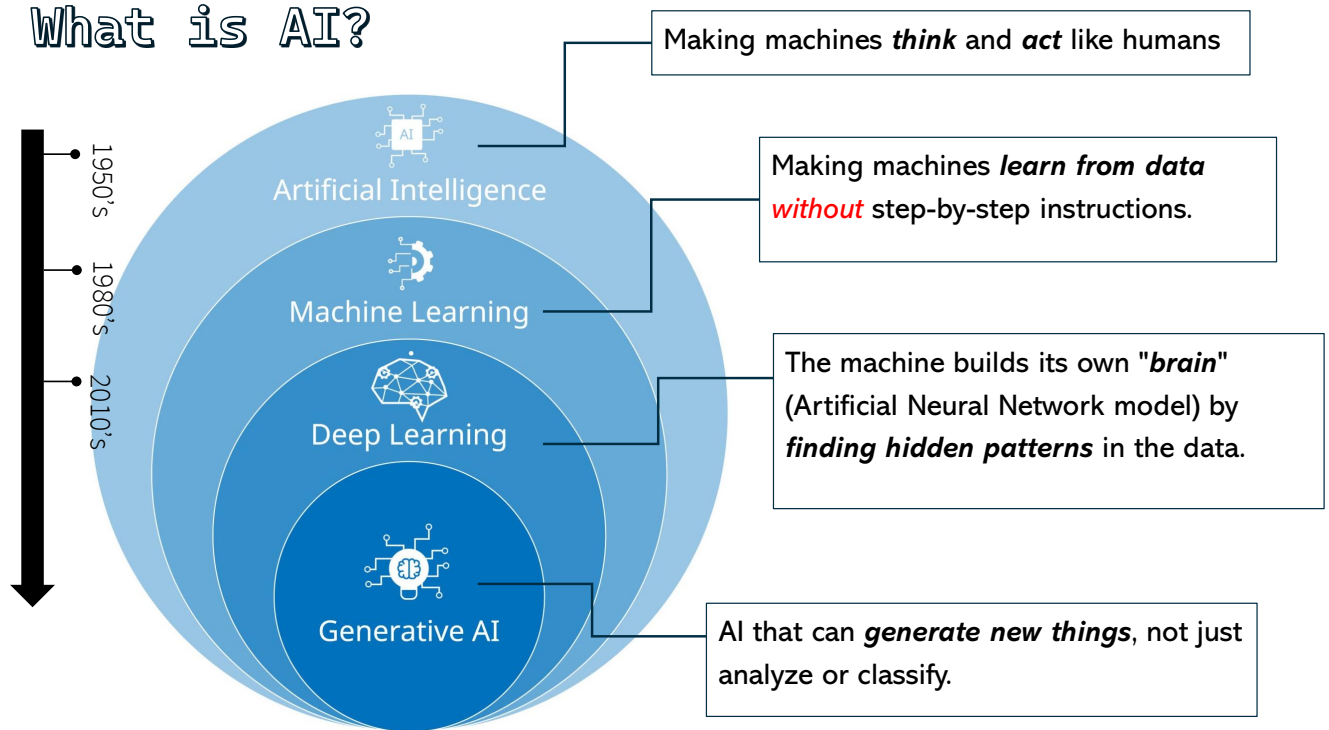 What is AI?
Making machines think and act like humans
1950's
AI
Artificial Intelligence
Making machines learn from data
without step-by-step instructions.
1980's
Machine Learning
The machine builds its own "brain"
(Artificial Neural Network model) by
finding hidden patterns in the data.
2010's
Deep Learning
Generative AI
AI that can generate new things, not just
analyze or classify.